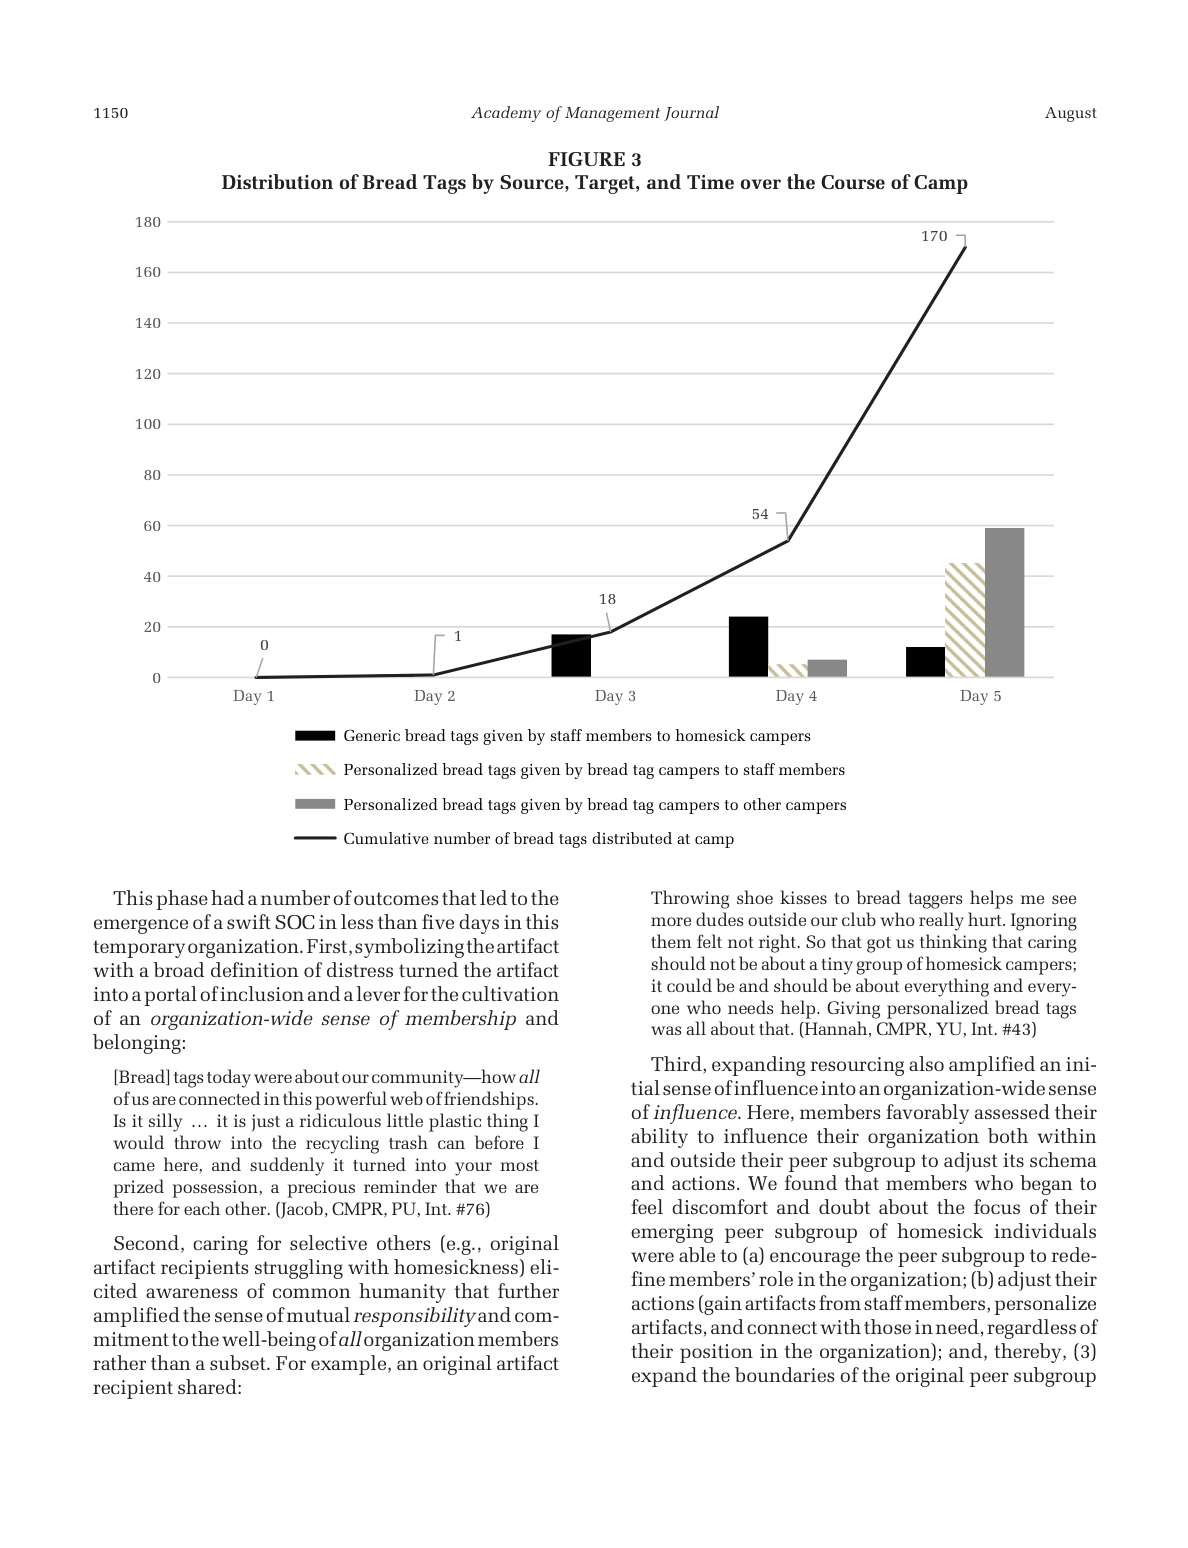 1150
Academy of Management Journal
August
FIGURE 3
Distribution of Bread Tags by Source, Target, and Time over the Course of Camp
180
160
140
120
100
80
60
40
20
0
0
1
18
54
170
Day 1
Day 2
Day 3
Day 4
Day 5
Generic bread tags given by staff members to homesick campers
Personalized bread tags given by bread tag campers to staff members
Personalized bread tags given by bread tag campers to other campers
Cumulative number of bread tags distributed at camp
This phase had a number of outcomes that led to the
emergence of a swift SOC in less than five days in this
temporary organization. First, symbolizing the artifact
with a broad definition of distress turned the artifact
into a portal of inclusion and a lever for the cultivation
of an organization-wide sense of membership and
belonging:
[Bread] tags today were about our community—how all
of us are connected in this powerful web of friendships.
Is it silly … it is just a ridiculous little plastic thing I
would throw into the recycling trash can before I
came here, and suddenly it turned into your most
prized possession, a precious reminder that we are
there for each other. (Jacob, CMPR, PU, Int. #76)
Second, caring for selective others (e.g., original
artifact recipients struggling with homesickness) eli-
cited awareness of common humanity that further
amplified the sense of mutual responsibility and com-
mitment to the well-being of all organization members
rather than a subset. For example, an original artifact
recipient shared:
Throwing shoe kisses to bread taggers helps me see
more dudes outside our club who really hurt. Ignoring
them felt not right. So that got us thinking that caring
should not be about a tiny group of homesick campers;
it could be and should be about everything and every-
one who needs help. Giving personalized bread tags
was all about that. (Hannah, CMPR, YU, Int. #43)
Third, expanding resourcing also amplified an ini-
tial sense of influence into an organization-wide sense
of influence. Here, members favorably assessed their
ability to influence their organization both within
and outside their peer subgroup to adjust its schema
and actions. We found that members who began to
feel discomfort and doubt about the focus of their
emerging peer subgroup of homesick individuals
were able to (a) encourage the peer subgroup to rede-
fine members’ role in the organization; (b) adjust their
actions (gain artifacts from staff members, personalize
artifacts, and connect with those in need, regardless of
their position in the organization); and, thereby, (3)
expand the boundaries of the original peer subgroup